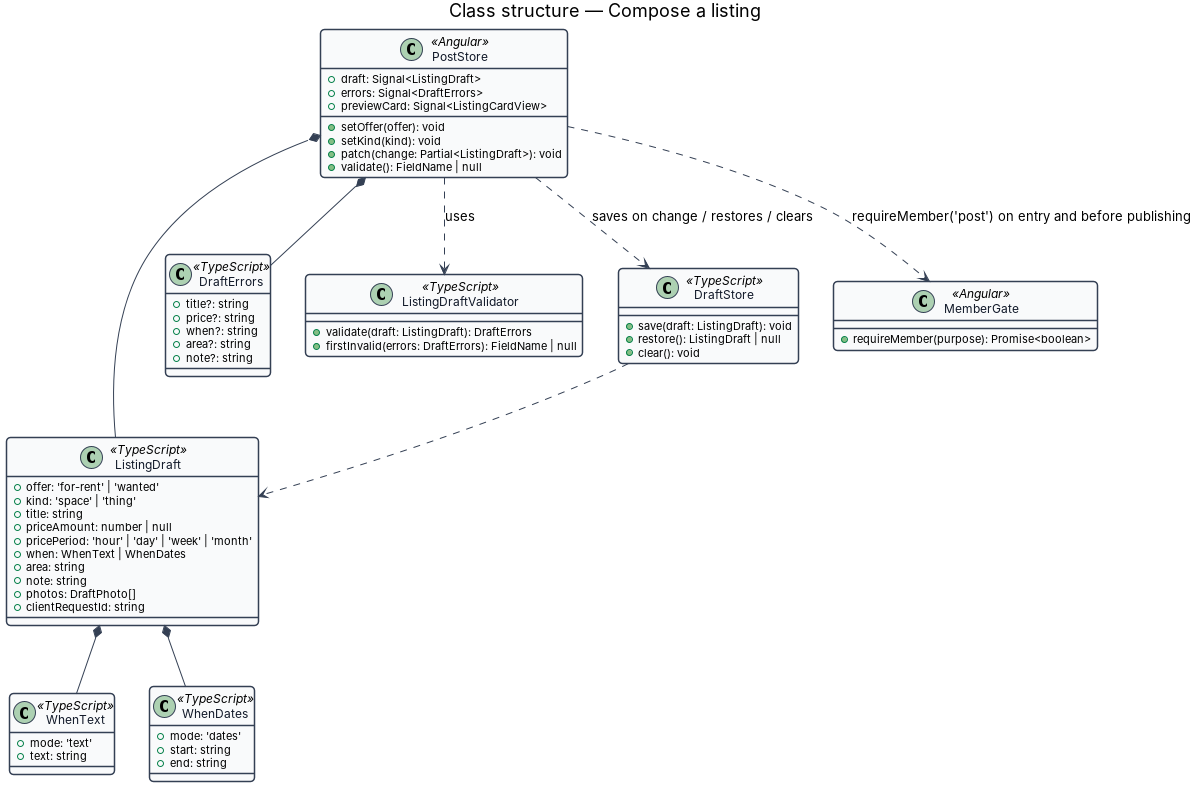 Class structure — Compose a listing
«Angular»
C
PostStore
draft: Signal<ListingDraft>
errors: Signal<DraftErrors>
previewCard: Signal<ListingCardView>
setOffer(offer): void
setKind(kind): void
patch(change: Partial<ListingDraft>): void
validate(): FieldName | null
uses
saves on change / restores / clears
requireMember('post') on entry and before publishing
«TypeScript»
C
DraftErrors
title?: string
price?: string
when?: string
area?: string
note?: string
«TypeScript»
C
ListingDraftValidator
validate(draft: ListingDraft): DraftErrors
firstInvalid(errors: DraftErrors): FieldName | null
«TypeScript»
C
DraftStore
save(draft: ListingDraft): void
restore(): ListingDraft | null
clear(): void
«Angular»
C
MemberGate
requireMember(purpose): Promise<boolean>
«TypeScript»
C
ListingDraft
offer: 'for-rent' | 'wanted'
kind: 'space' | 'thing'
title: string
priceAmount: number | null
pricePeriod: 'hour' | 'day' | 'week' | 'month'
when: WhenText | WhenDates
area: string
note: string
photos: DraftPhoto[]
clientRequestId: string
«TypeScript»
C
WhenText
mode: 'text'
text: string
«TypeScript»
C
WhenDates
mode: 'dates'
start: string
end: string